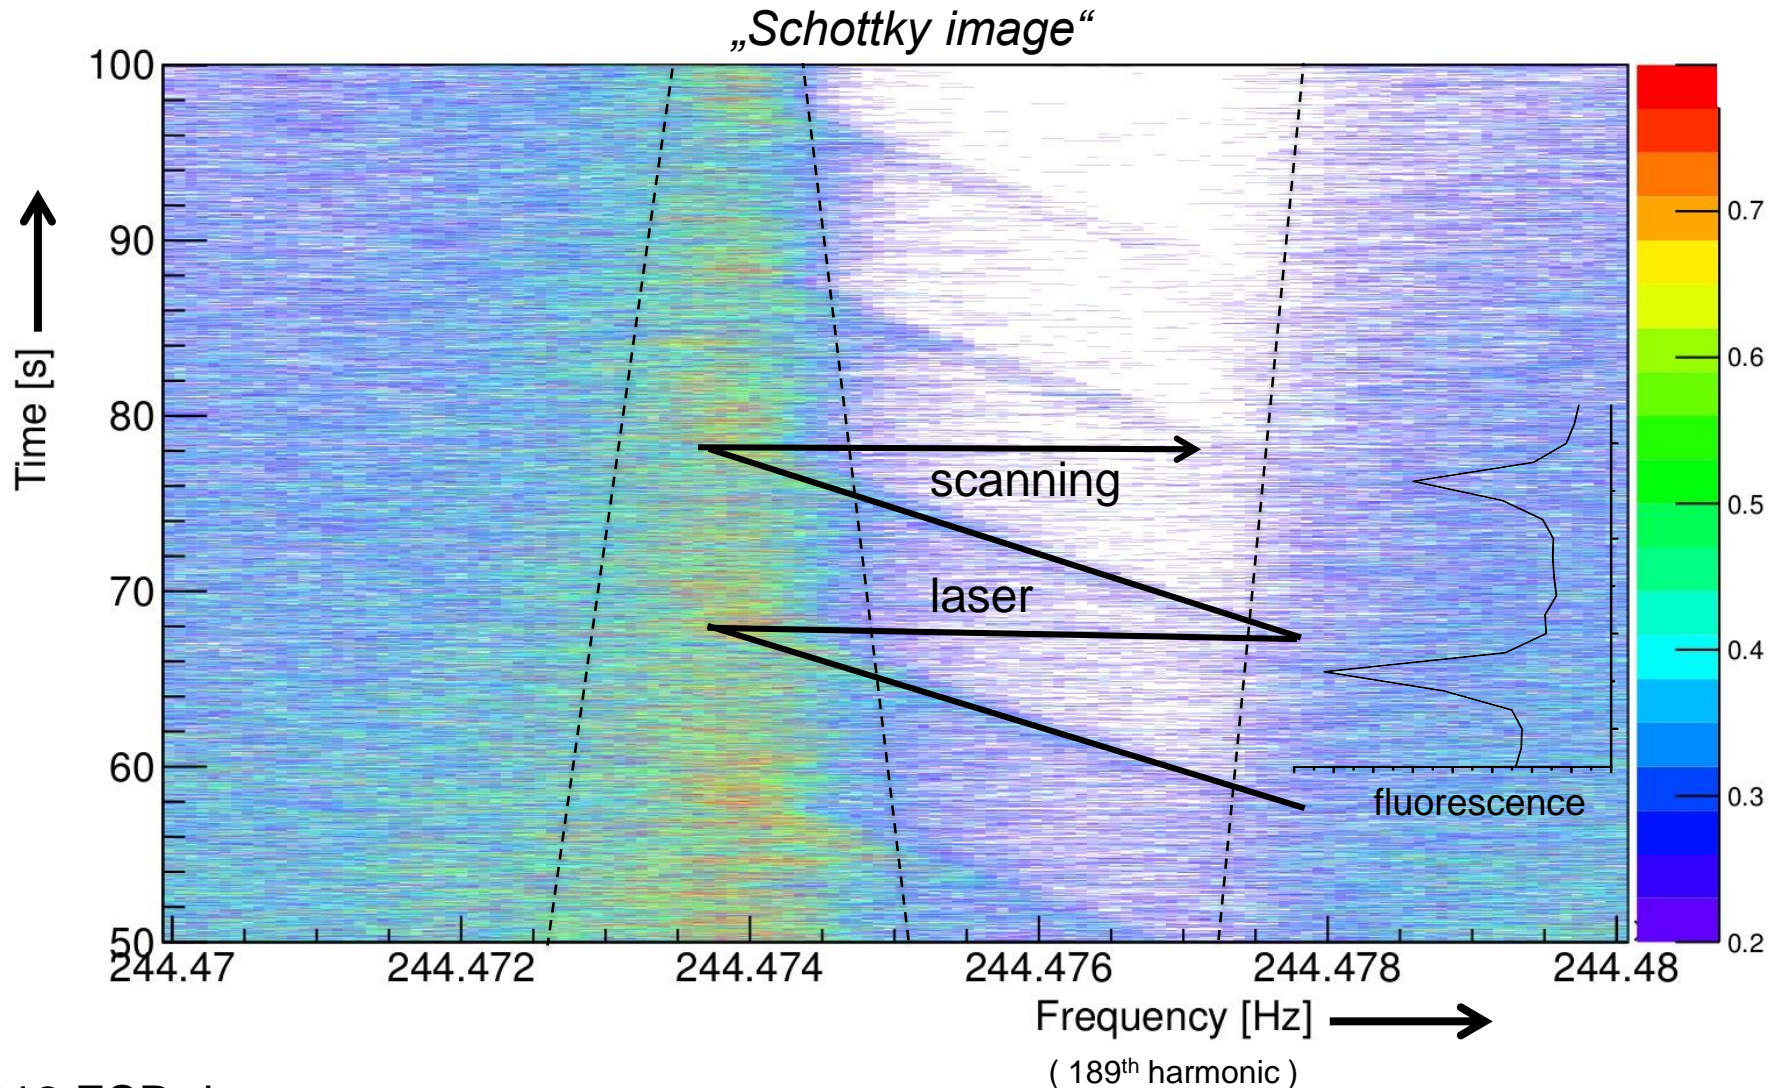 „Schottky image“
100
90
80
70
60
50
Time [s]
scanning
laser
fluorescence
0.7
0.6
0.5
0.4
0.3
0.2
244.47 244.472 244.474 244.476 244.478 244.48
Frequency [Hz]
( 189th harmonic )